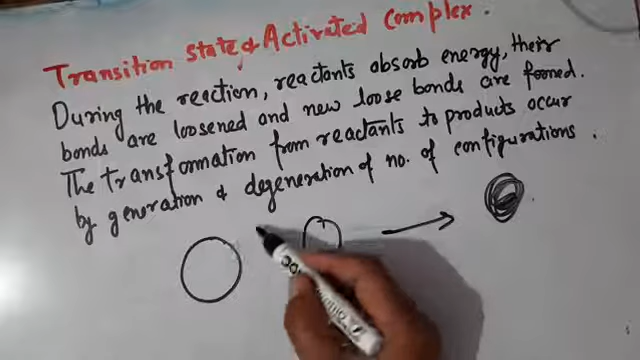 Transition state & Activated Complex.
During the reaction, reactants absorb energy, their
bonds are loosened and new loose bonds are formed.
The transformation from reactants to products occur
by generation & degeneration of no. of configurations.